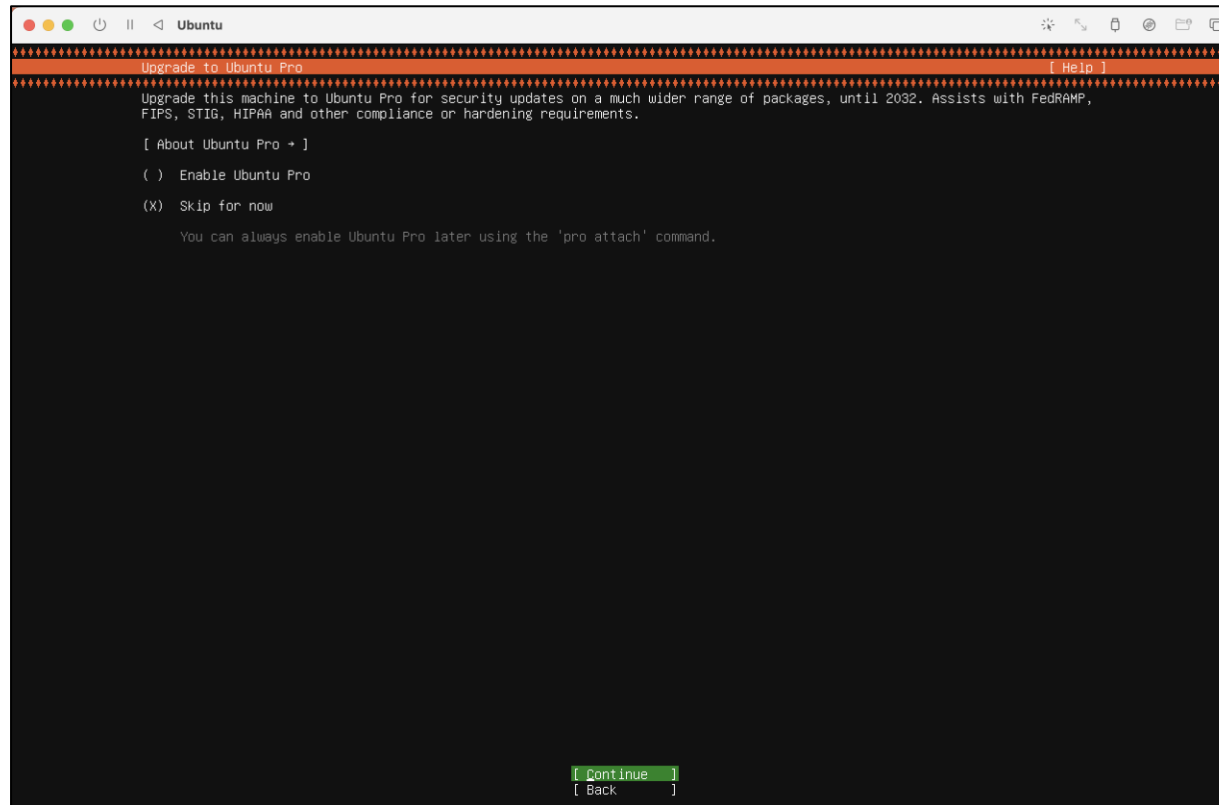 Ubuntu
Upgrade to Ubuntu Pro [ Help ]
Upgrade this machine to Ubuntu Pro for security updates on a much wider range of packages, until 2032. Assists with FedRAMP,
FIPS, STIG, HIPAA and other compliance or hardening requirements.
[ About Ubuntu Pro → ]
( ) Enable Ubuntu Pro
(X) Skip for now
You can always enable Ubuntu Pro later using the 'pro attach' command.
[ Continue ]
[ Back ]